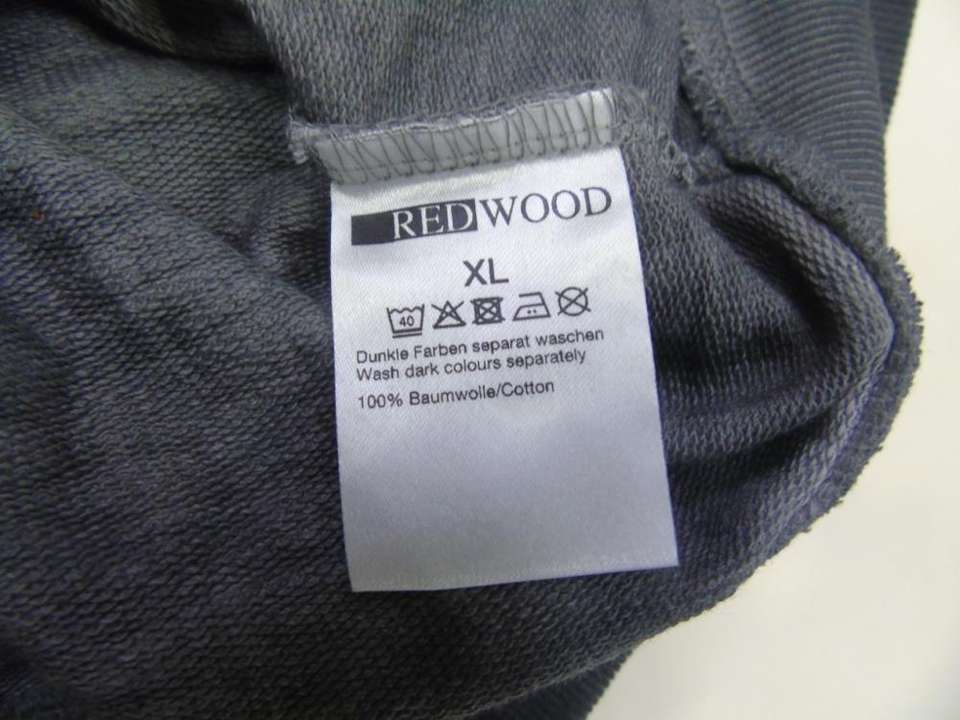 REDWOOD
XL
40
Dunkle Farben separat waschen
Wash dark colours separately
100% Baumwolle/Cotton